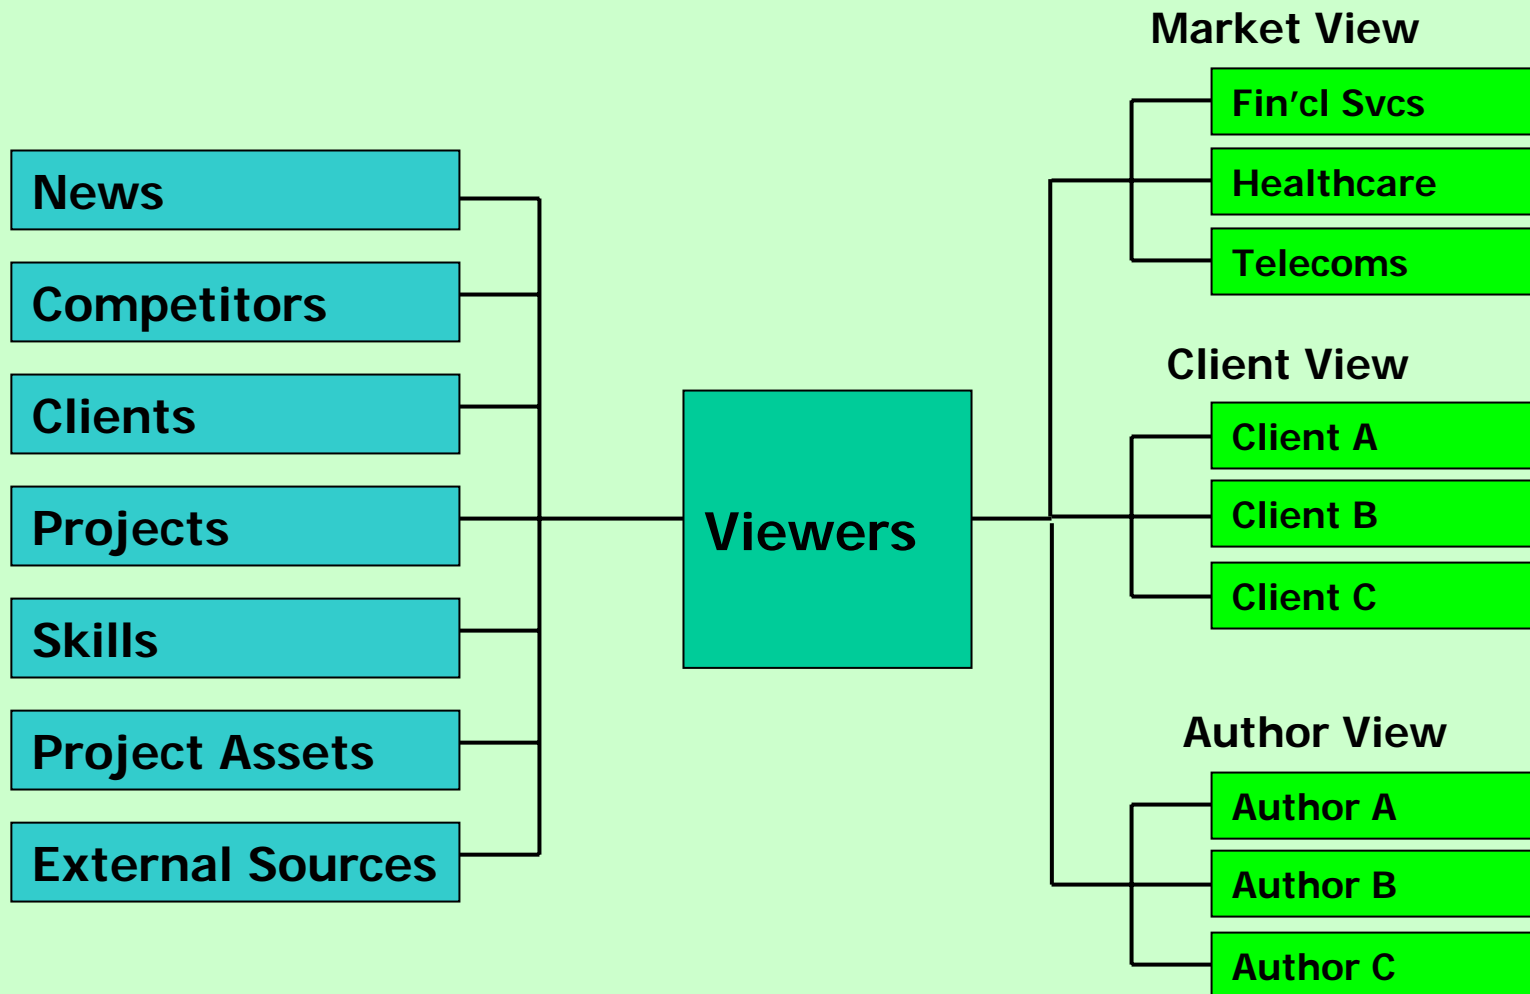 News
Competitors
Clients
Projects
Skills
Project Assets
External Sources
Viewers
Market View
Fin’cl Svcs
Healthcare
Telecoms
Client View
Client A
Client B
Client C
Author View
Author A
Author B
Author C